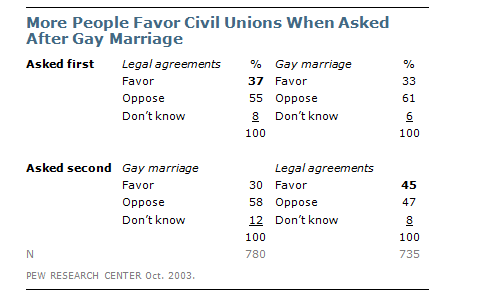 More People Favor Civil Unions When Asked
After Gay Marriage
Asked first Legal agreements % Gay marriage %
Favor 37 Favor 33
Oppose 55 Oppose 61
Don't know 8 Don't know 6
100 100
Asked second Gay marriage Legal agreements
Favor 30 Favor 45
Oppose 58 Oppose 47
Don't know 12 Don't know 8
100 100
N 780 735
PEW RESEARCH CENTER Oct. 2003.